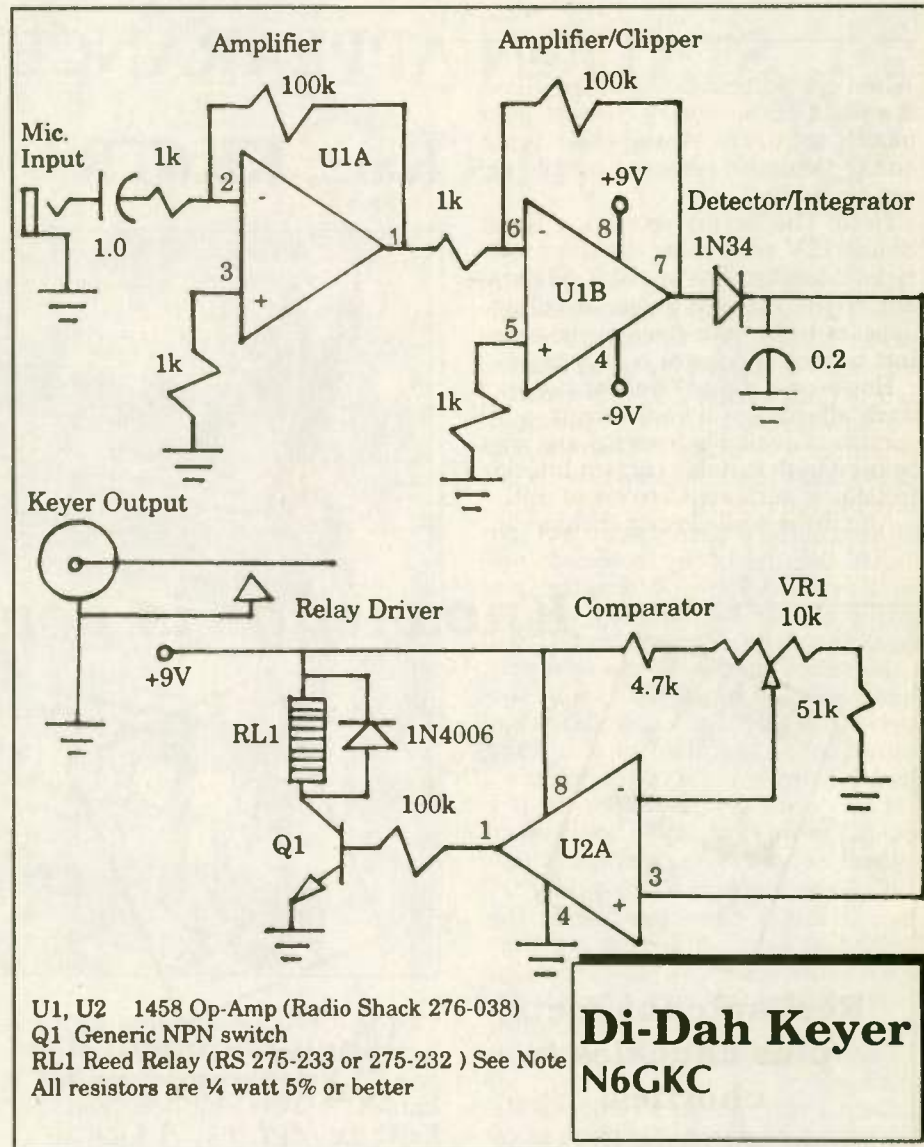 Amplifier
Amplifier/Clipper
100k
100k
Mic.
Input
1k
U1A
2
-
1.0
3
+
1
1k
1k
6
-
+9V
8
7
U1B
5
+
4
-9V
1k
Detector/Integrator
1N34
0.2
Keyer Output
Relay Driver
Comparator
VR1
10k
+9V
4.7k
51k
RL1
1N4006
100k
Q1
8
-
1
U2A
3
4
+
U1, U2 1458 Op-Amp (Radio Shack 276-038)
Q1 Generic NPN switch
RL1 Reed Relay (RS 275-233 or 275-232 ) See Note
All resistors are ¼ watt 5% or better
Di-Dah Keyer
N6GKC